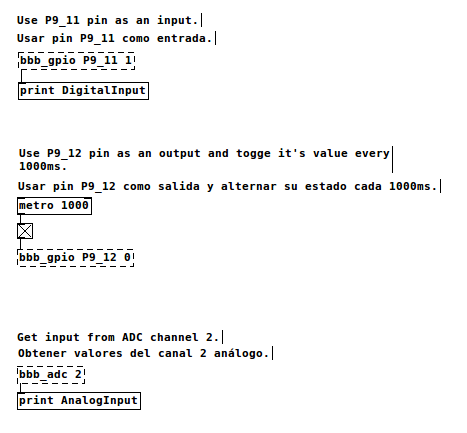 Use P9_11 pin as an input.
Usar pin P9_11 como entrada.
bbb_gpio P9_11 1
print DigitalInput
Use P9_12 pin as an output and togge it's value every
1000ms.
Usar pin P9_12 como salida y alternar su estado cada 1000ms.
metro 1000
bbb_gpio P9_12 0
Get input from ADC channel 2.
Obtener valores del canal 2 análogo.
bbb_adc 2
print AnalogInput